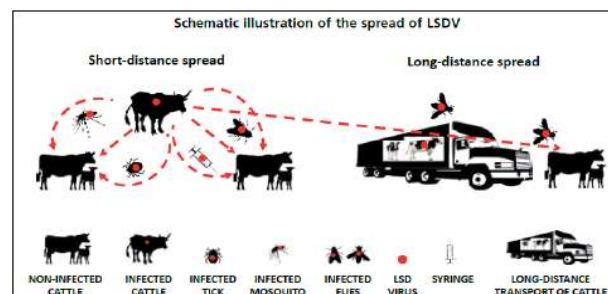 Schematic illustration of the spread of LSDV
Short-distance spread
Long-distance spread
NON-INFECTED CATTLE
INFECTED CATTLE
INFECTED TICK
INFECTED MOSQUITO
INFECTED FLIES
LSD VIRUS
SYRINGE
LONG-DISTANCE TRANSPORT OF CATTLE